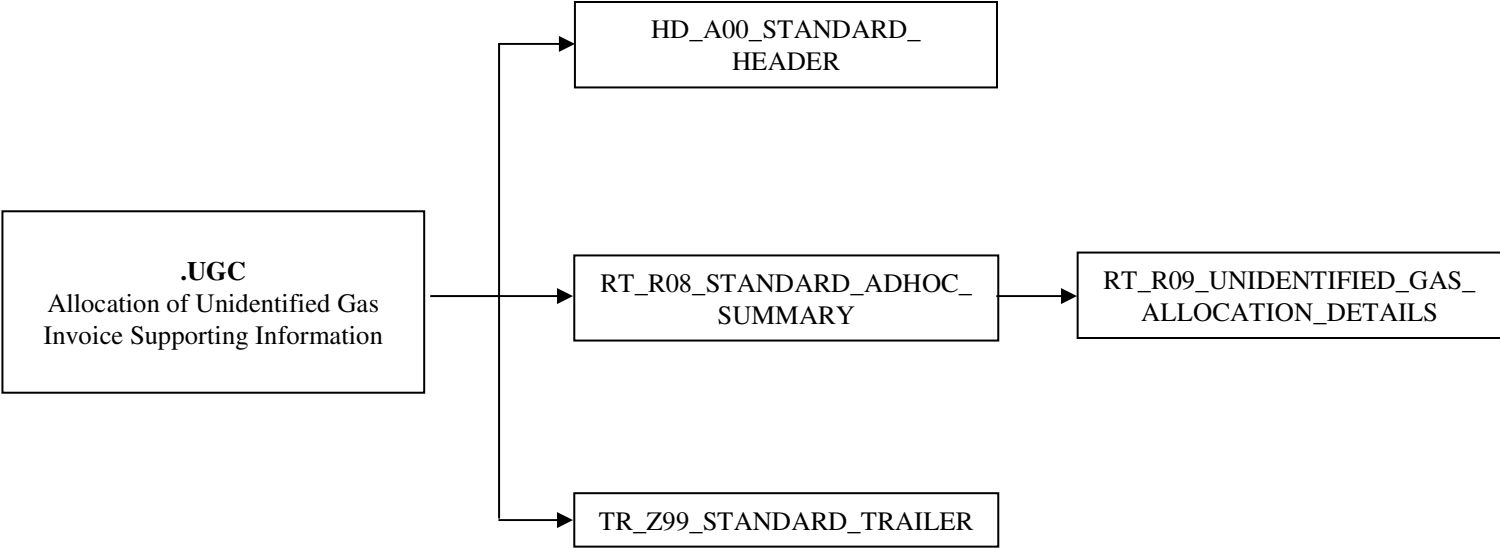 HD_A00_STANDARD_
HEADER
.UGC
Allocation of Unidentified Gas
Invoice Supporting Information
RT_R08_STANDARD_ADHOC_
SUMMARY
RT_R09_UNIDENTIFIED_GAS_
ALLOCATION_DETAILS
TR_Z99_STANDARD_TRAILER